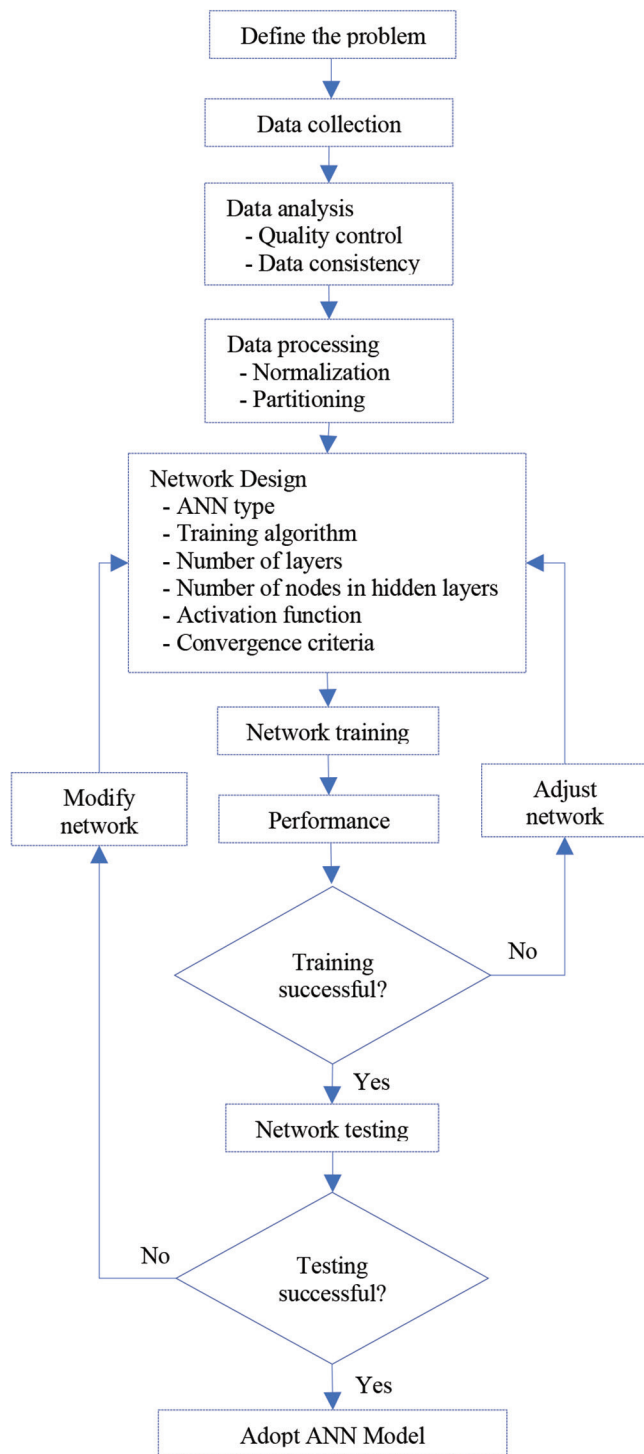 Define the problem
Data collection
Data analysis
- Quality control
- Data consistency
Data processing
- Normalization
- Partitioning
Network Design
- ANN type
- Training algorithm
- Number of layers
- Number of nodes in hidden layers
- Activation function
- Convergence criteria
Network training
Modify
network
Performance
Adjust
network
Training
successful?
No
Yes
Network testing
No
Testing
successful?
Yes
Adopt ANN Model